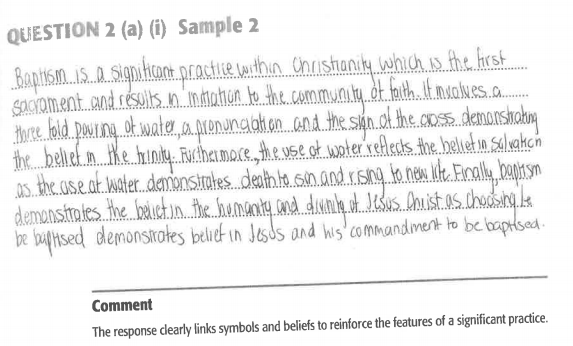 QUESTION 2 (a) (i) Sample 2
Baptism is a significant practice within Christianity which is the first
sacrament and results in initiation to the community of faith. It involves a
three fold pouring of water, a pronunciation and the sign of the cross demonstrating
the belief in the trinity. Furthermore, the use of water reflects the belief in salvation
as the use of water demonstrates death to sin and rising to new life. Finally, baptism
demonstrates the belief in the humanity and divinity of Jesus Christ as choosing to
be baptised demonstrates belief in Jesus and his commandment to be baptised.
Comment
The response clearly links symbols and beliefs to reinforce the features of a significant practice.